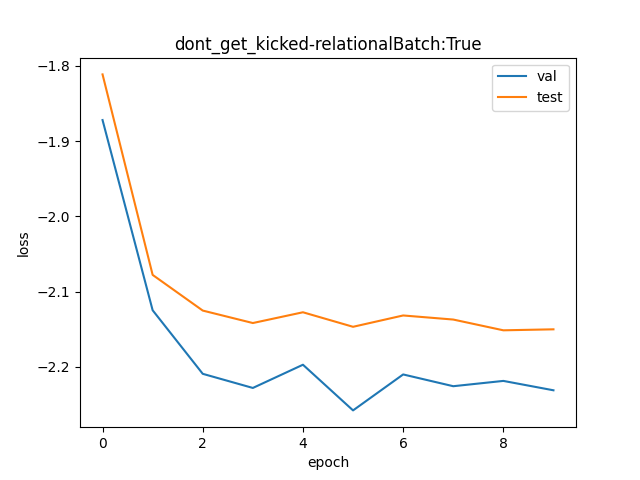 dont_get_kicked-relationalBatch:True
val
test
loss
−1.8
−1.9
−2.0
−2.1
−2.2
0 2 4 6 8
epoch